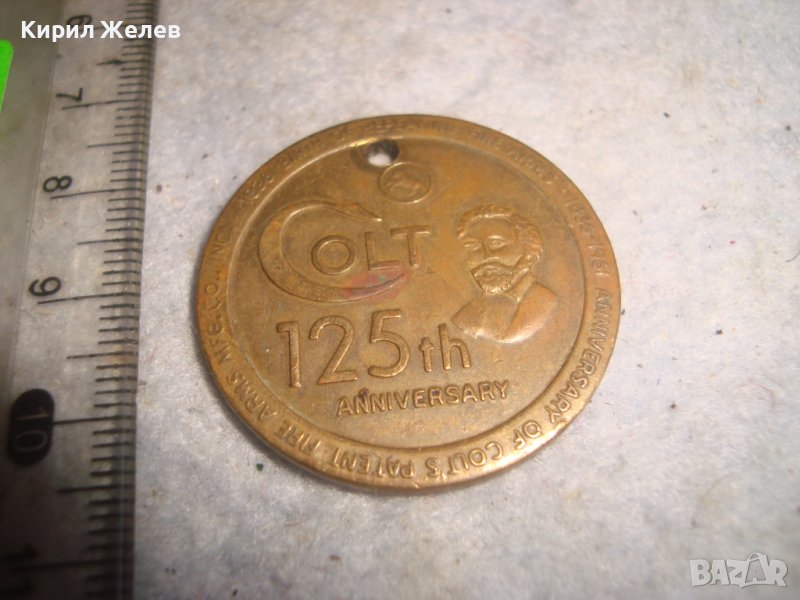 Кирил Желев
6
7
8
9
10
COLT
125th
ANNIVERSARY
ANNIVERSARY OF COLT'S PATENT FIRE ARMS MFG. CO. INC.
BAZAR